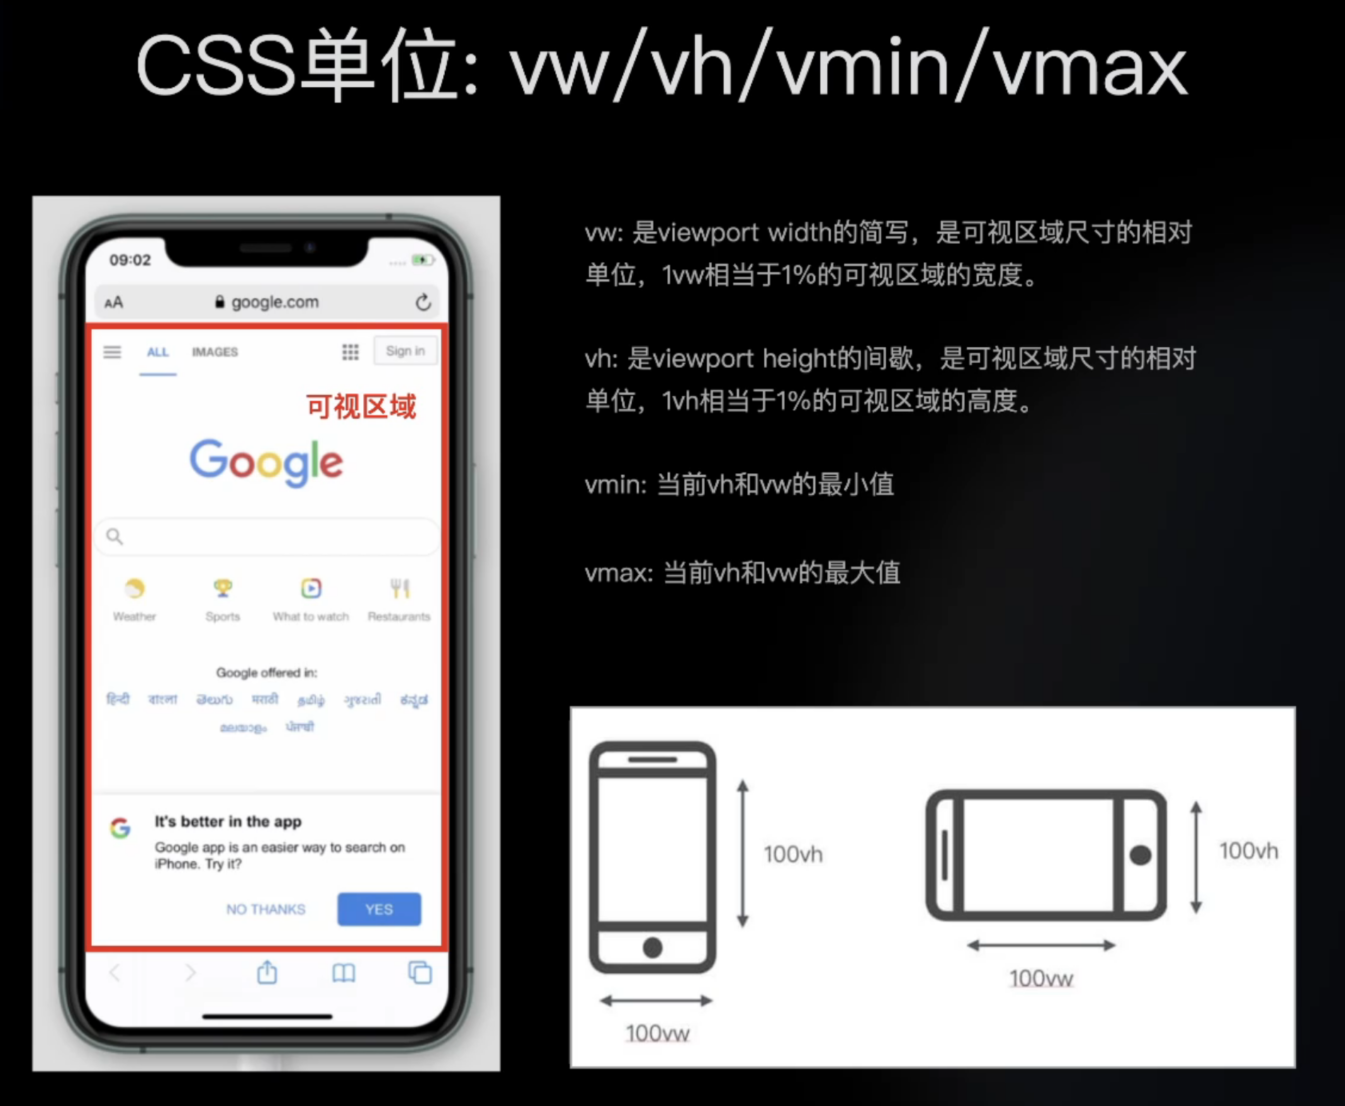 CSS单位: vw/vh/vmin/vmax
09:02
AA google.com
ALL IMAGES Sign in
可视区域
Google
Weather Sports What to watch Restaurants
Google offered in:
हिन्दी বাংলা తెలుగు मराठी தமிழ் ગુજરાતી ಕನ್ನಡ
മലയാളം ਪੰਜਾਬੀ
It's better in the app
Google app is an easier way to search on
iPhone. Try it?
NO THANKS YES
vw: 是viewport width的简写，是可视区域尺寸的相对
单位，1vw相当于1%的可视区域的宽度。
vh: 是viewport height的间歇，是可视区域尺寸的相对
单位，1vh相当于1%的可视区域的高度。
vmin: 当前vh和vw的最小值
vmax: 当前vh和vw的最大值
100vh
100vw
100vh
100vw